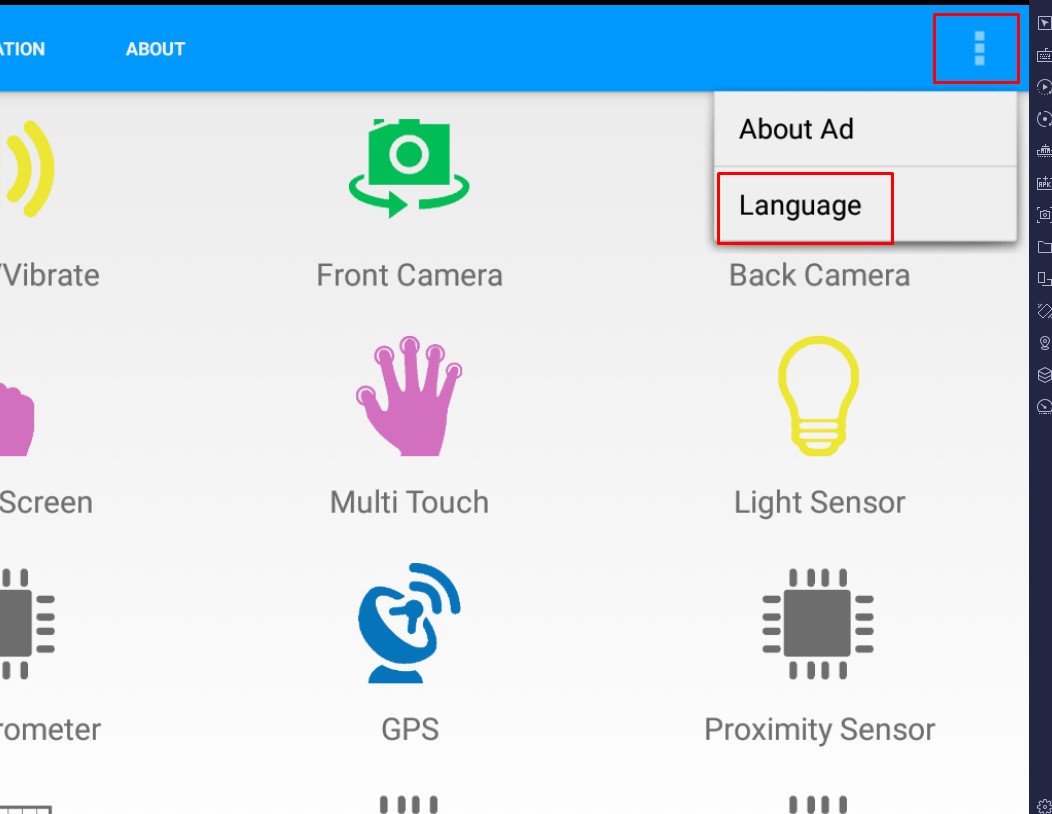 ATION
ABOUT
About Ad
Language
/Vibrate
Front Camera
Back Camera
Screen
Multi Touch
Light Sensor
rometer
GPS
Proximity Sensor